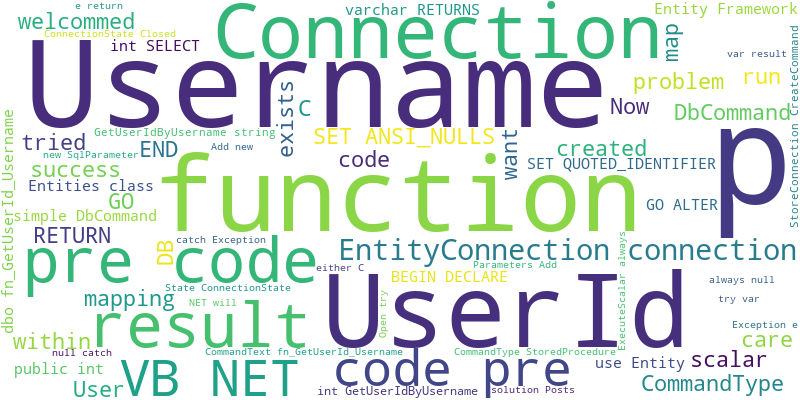 e return
varchar RETURNS
Entity Framework
welcommed
Connection
ConnectionState Closed
int SELECT
map
var result
Username
problem
run
exists
C
Now
DbCommand
StoreConnection CreateCommand
tried
GetUserIdByUsername string
SET ANSI_NULLS
want
p
END
Add new
created
new SqlParameter
code
success
function
SET QUOTED_IDENTIFIER
Entities class
GO
GO ALTER
simple DbCommand
dbo fn_GetUserId_Username
RETURN
DB
catch Exception
EntityConnection connection
pre code
either C
Parameters Add
ExecuteScalar always
UserId
BEGIN DECLARE
always null
State ConnectionState
mapping
NET will
Open try
try var
result
within
Exception e
care
null catch
CommandText fn_GetUserId_Username
CommandType StoredProcedure
public int
VB NET
code pre
use Entity
scalar
User
int GetUserIdByUsername
solution Posts
CommandType